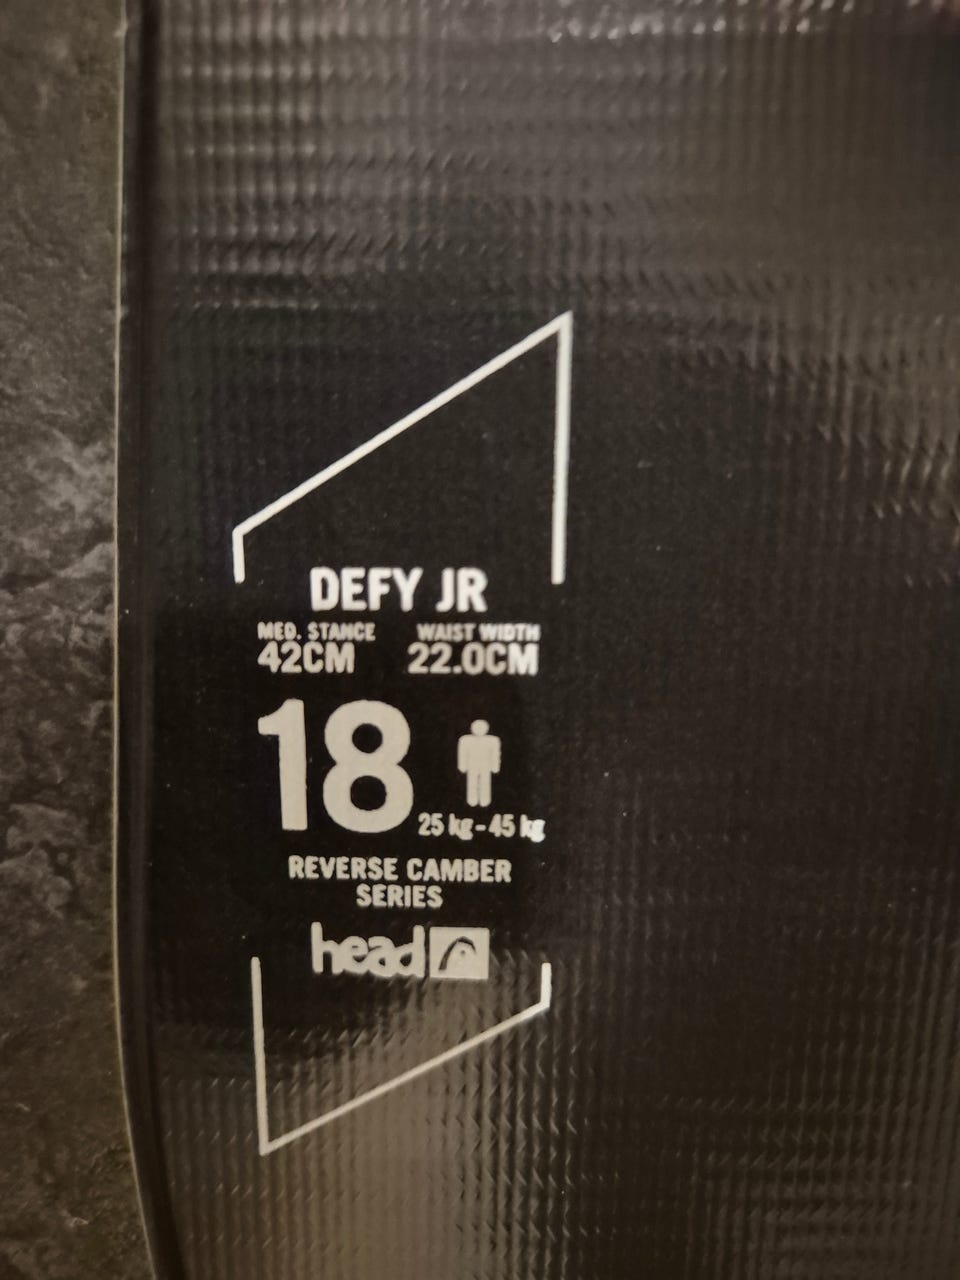 DEFY JR
MED. STANCE WAIST WIDTH
42CM 22.0CM
18
25 kg - 45 kg
REVERSE CAMBER
SERIES
head